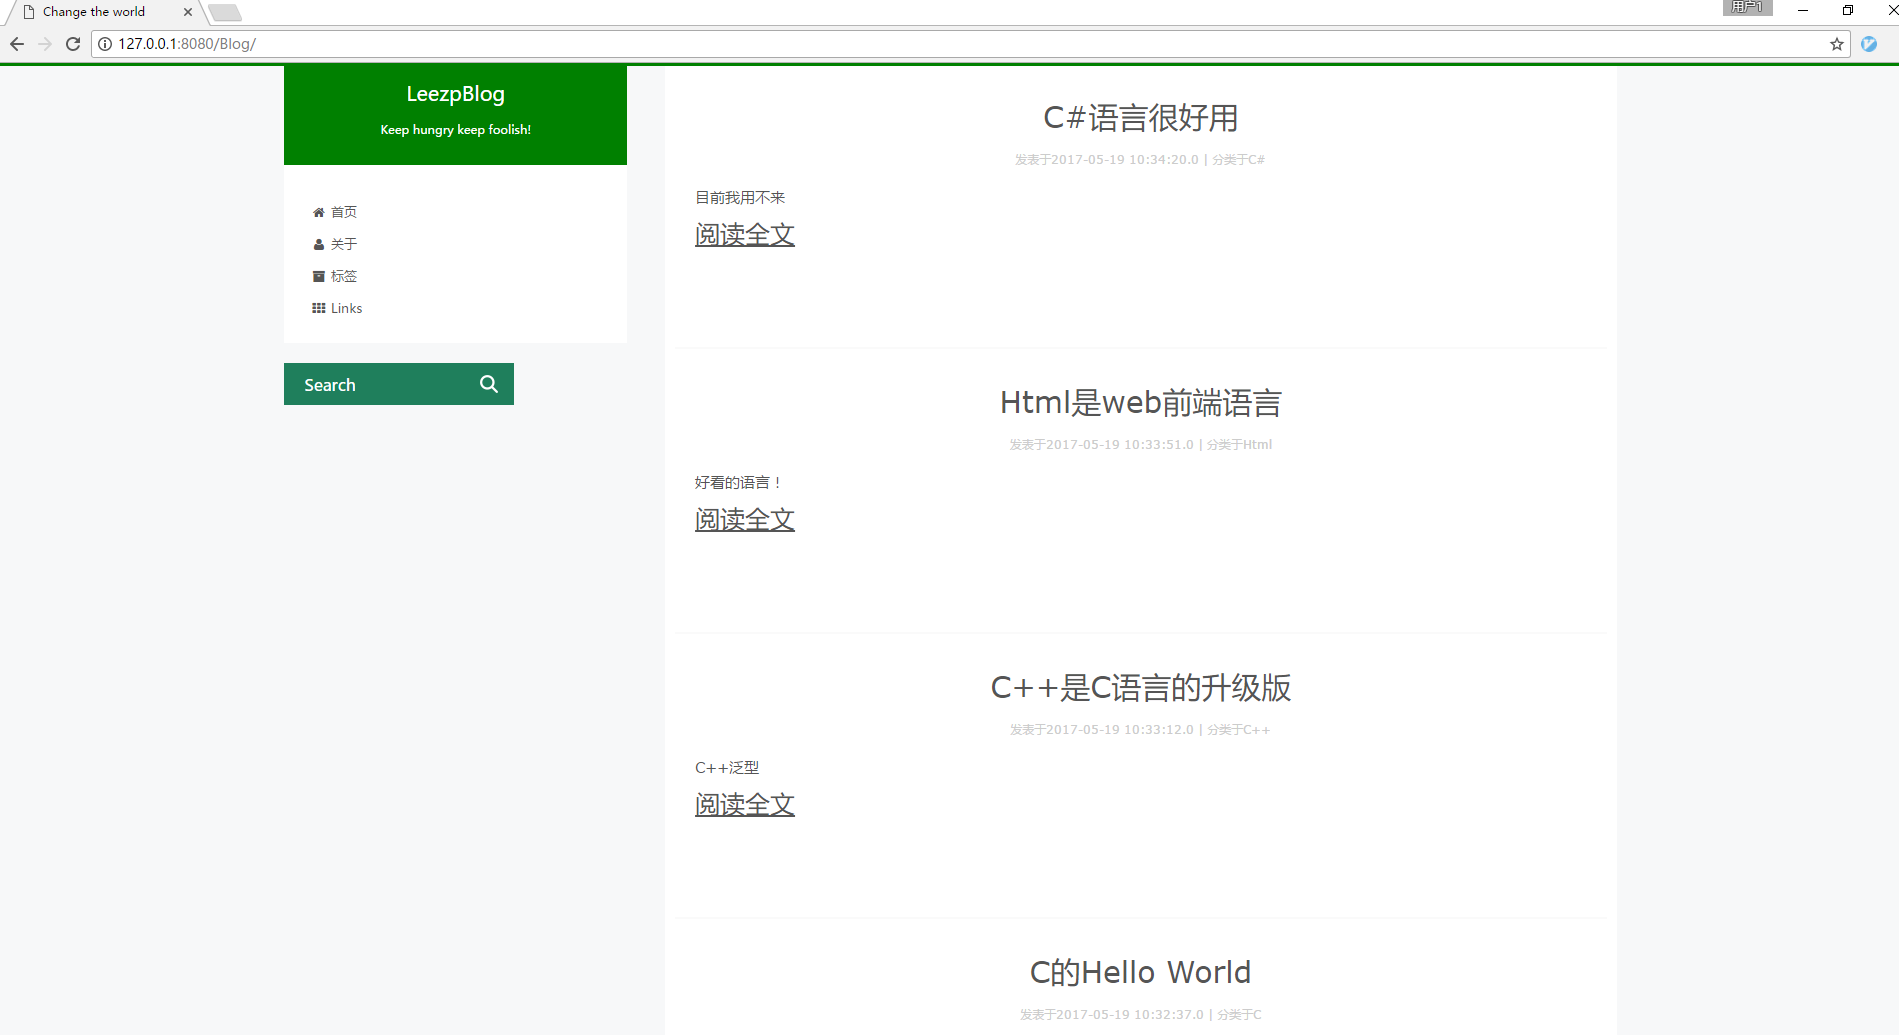 Change the world
用户1
127.0.0.1:8080/Blog/
LeezpBlog
Keep hungry keep foolish!
首页
关于
标签
Links
Search
C#语言很好用
发表于2017-05-19 10:34:20.0 | 分类于C#
目前我用不来
阅读全文
Html是web前端语言
发表于2017-05-19 10:33:51.0 | 分类于Html
好看的语言！
阅读全文
C++是C语言的升级版
发表于2017-05-19 10:33:12.0 | 分类于C++
C++泛型
阅读全文
C的Hello World
发表于2017-05-19 10:32:37.0 | 分类于C